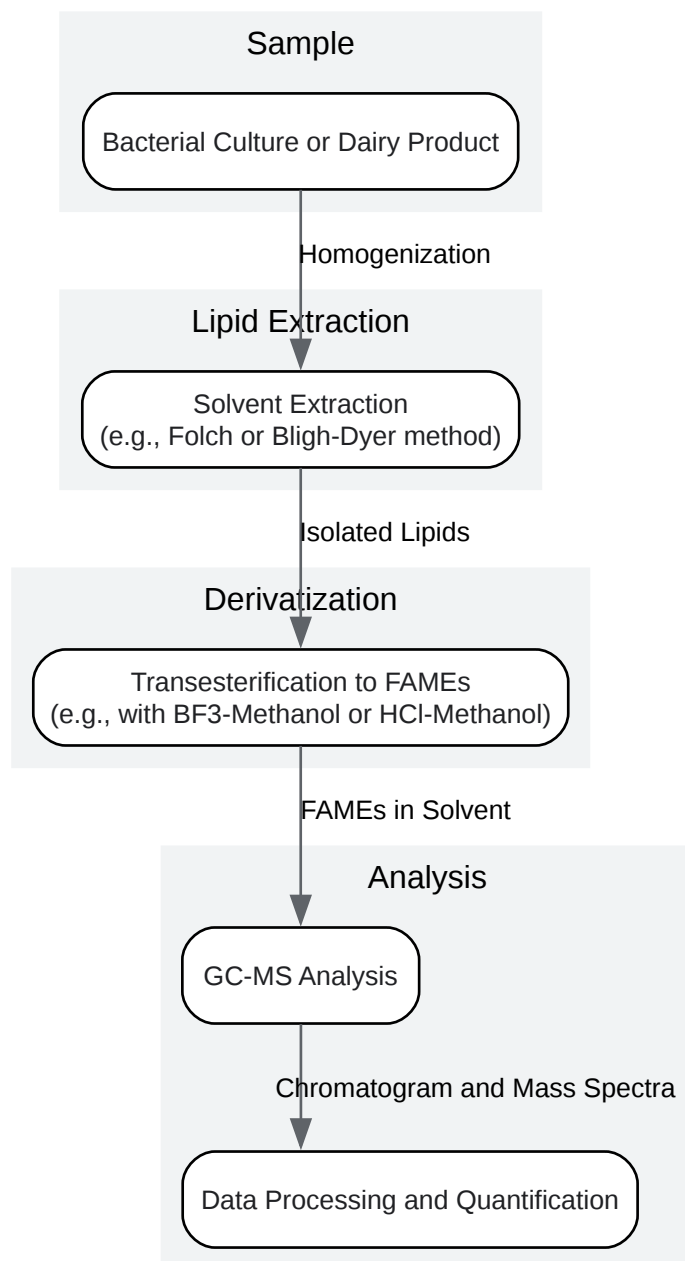 Sample
Bacterial Culture or Dairy Product
Homogenization
Lipid Extraction
Solvent Extraction
(e.g., Folch or Bligh-Dyer method)
Isolated Lipids
Derivatization
Transesterification to FAMEs
(e.g., with BF3-Methanol or HCl-Methanol)
FAMEs in Solvent
Analysis
GC-MS Analysis
Chromatogram and Mass Spectra
Data Processing and Quantification